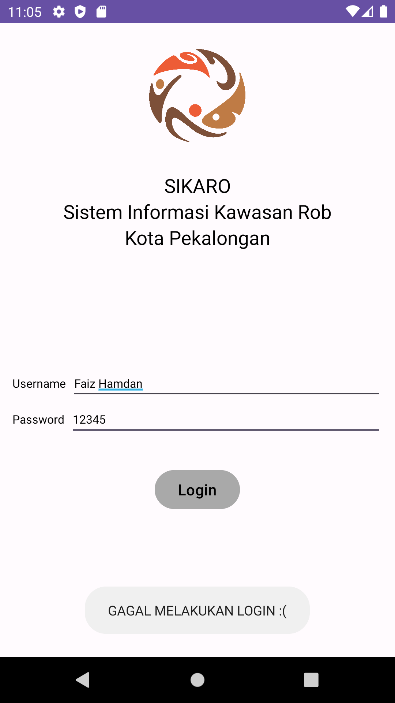 11:05
SIKARO
Sistem Informasi Kawasan Rob
Kota Pekalongan
Username Faiz Hamdan
Password 12345
Login
GAGAL MELAKUKAN LOGIN :(